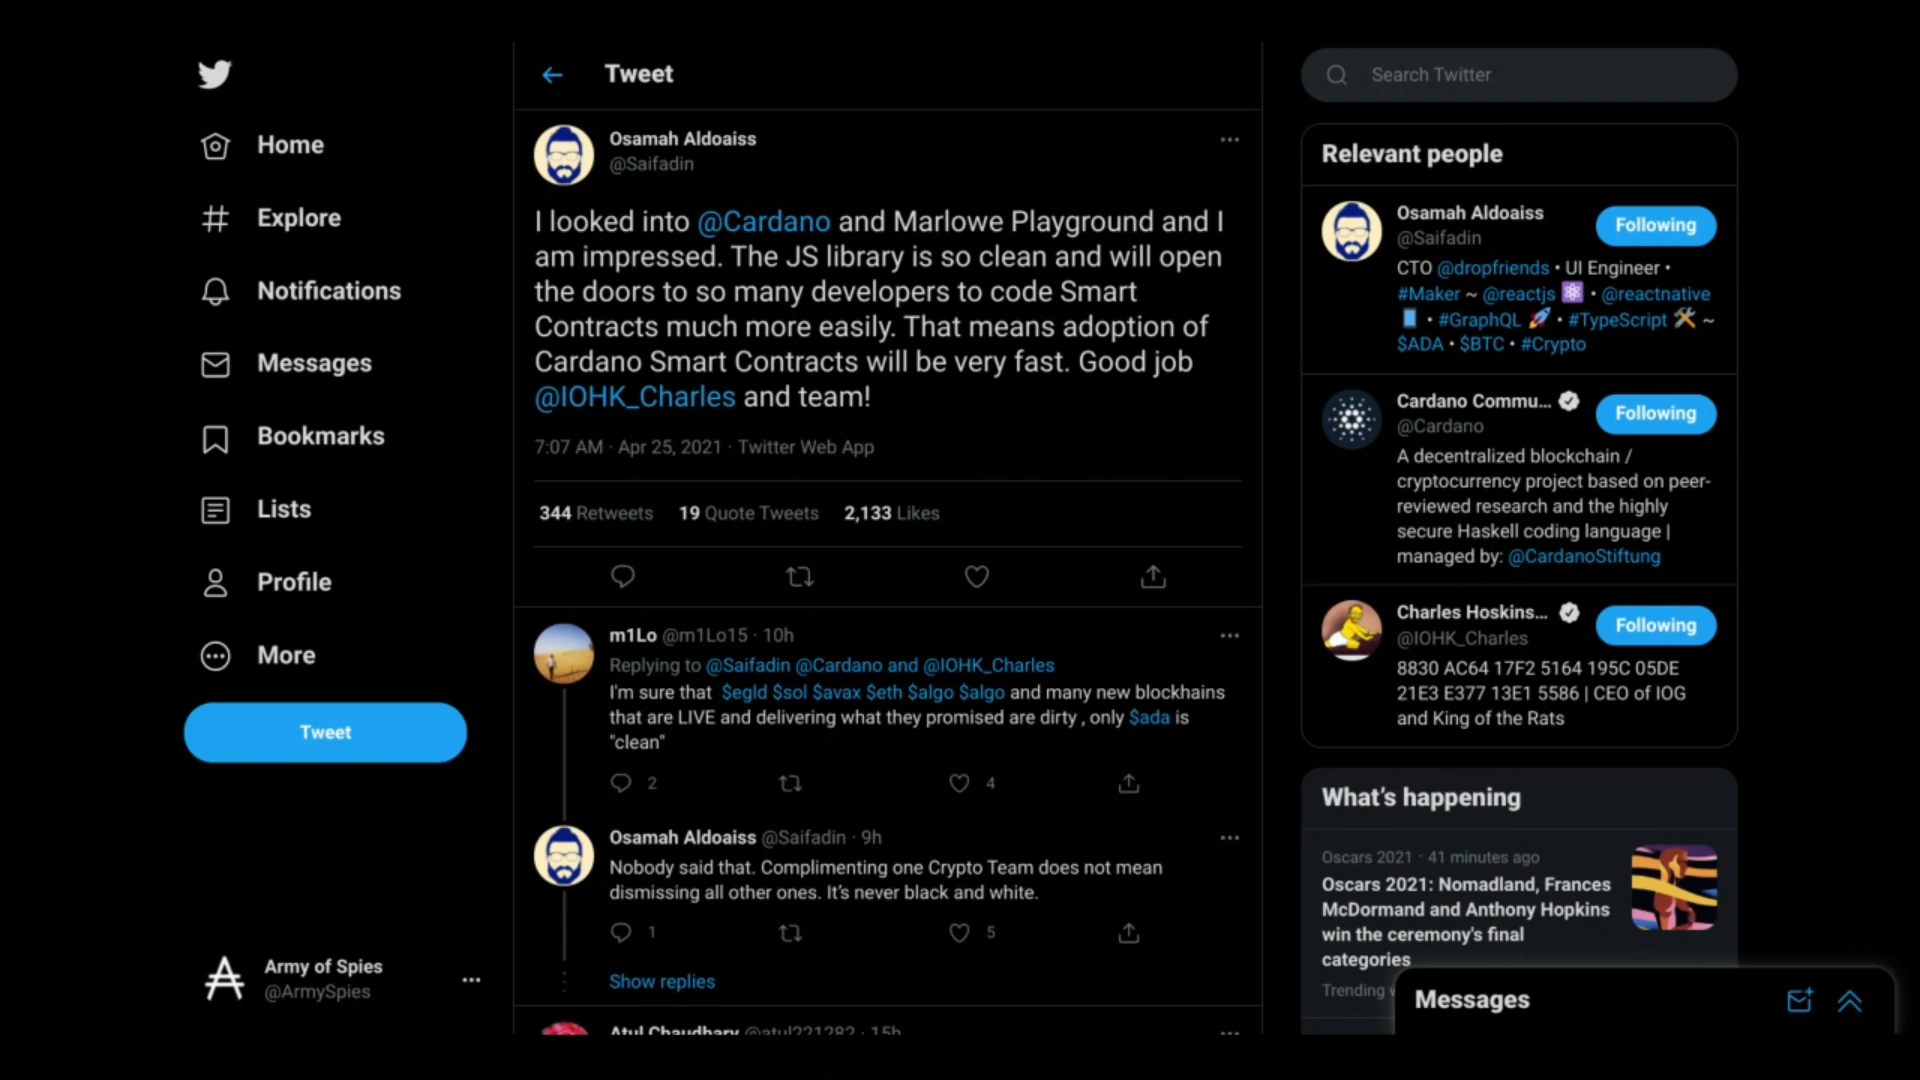 Home
Explore
Notifications
Messages
Bookmarks
Lists
Profile
More
Tweet
Army of Spies
@ArmySpies
Tweet
Osamah Aldoaiss
@Saifadin
I looked into @Cardano and Marlowe Playground and I
am impressed. The JS library is so clean and will open
the doors to so many developers to code Smart
Contracts much more easily. That means adoption of
Cardano Smart Contracts will be very fast. Good job
@IOHK_Charles and team!
7:07 AM · Apr 25, 2021 · Twitter Web App
344 Retweets 19 Quote Tweets 2,133 Likes
m1Lo @m1Lo15 · 10h
Replying to @Saifadin @Cardano and @IOHK_Charles
I'm sure that $egld $sol $avax $eth $algo $algo and many new blockhains
that are LIVE and delivering what they promised are dirty , only $ada is
"clean"
2 4
Osamah Aldoaiss @Saifadin · 9h
Nobody said that. Complimenting one Crypto Team does not mean
dismissing all other ones. It's never black and white.
1 5
Show replies
Atul Chaudhary @atul221282 · 15h
Search Twitter
Relevant people
Osamah Aldoaiss
@Saifadin
Following
CTO @dropfriends • UI Engineer •
#Maker ~ @reactjs • @reactnative
• #GraphQL • #TypeScript ~
$ADA • $BTC • #Crypto
Cardano Commu...
@Cardano
Following
A decentralized blockchain /
cryptocurrency project based on peer-
reviewed research and the highly
secure Haskell coding language |
managed by: @CardanoStiftung
Charles Hoskins...
@IOHK_Charles
Following
8830 AC64 17F2 5164 195C 05DE
21E3 E377 13E1 5586 | CEO of IOG
and King of the Rats
What's happening
Oscars 2021 · 41 minutes ago
Oscars 2021: Nomadland, Frances
McDormand and Anthony Hopkins
win the ceremony's final
categories
Trending
Messages